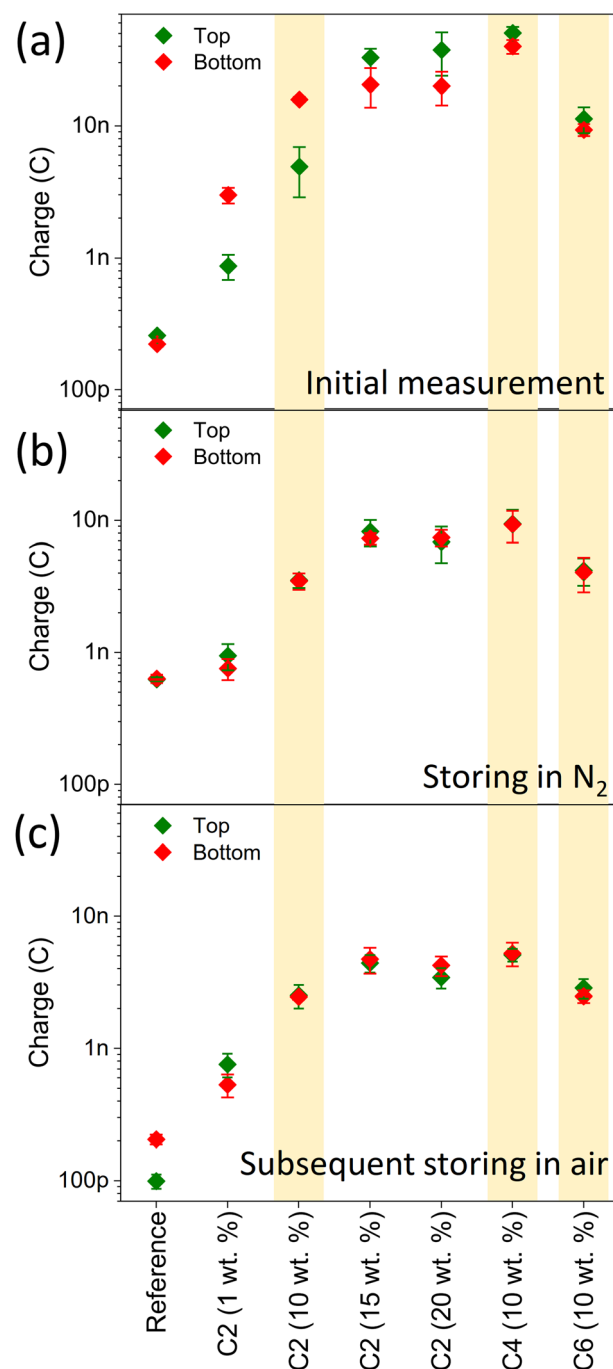 (a)
Top
Bottom
10n
1n
100p
Charge (C)
Initial measurement
(b)
Top
Bottom
10n
1n
100p
Charge (C)
Storing in N₂
(c)
Top
Bottom
10n
1n
100p
Charge (C)
Subsequent storing in air
Reference
C2 (1 wt. %)
C2 (10 wt. %)
C2 (15 wt. %)
C2 (20 wt. %)
C4 (10 wt. %)
C6 (10 wt. %)